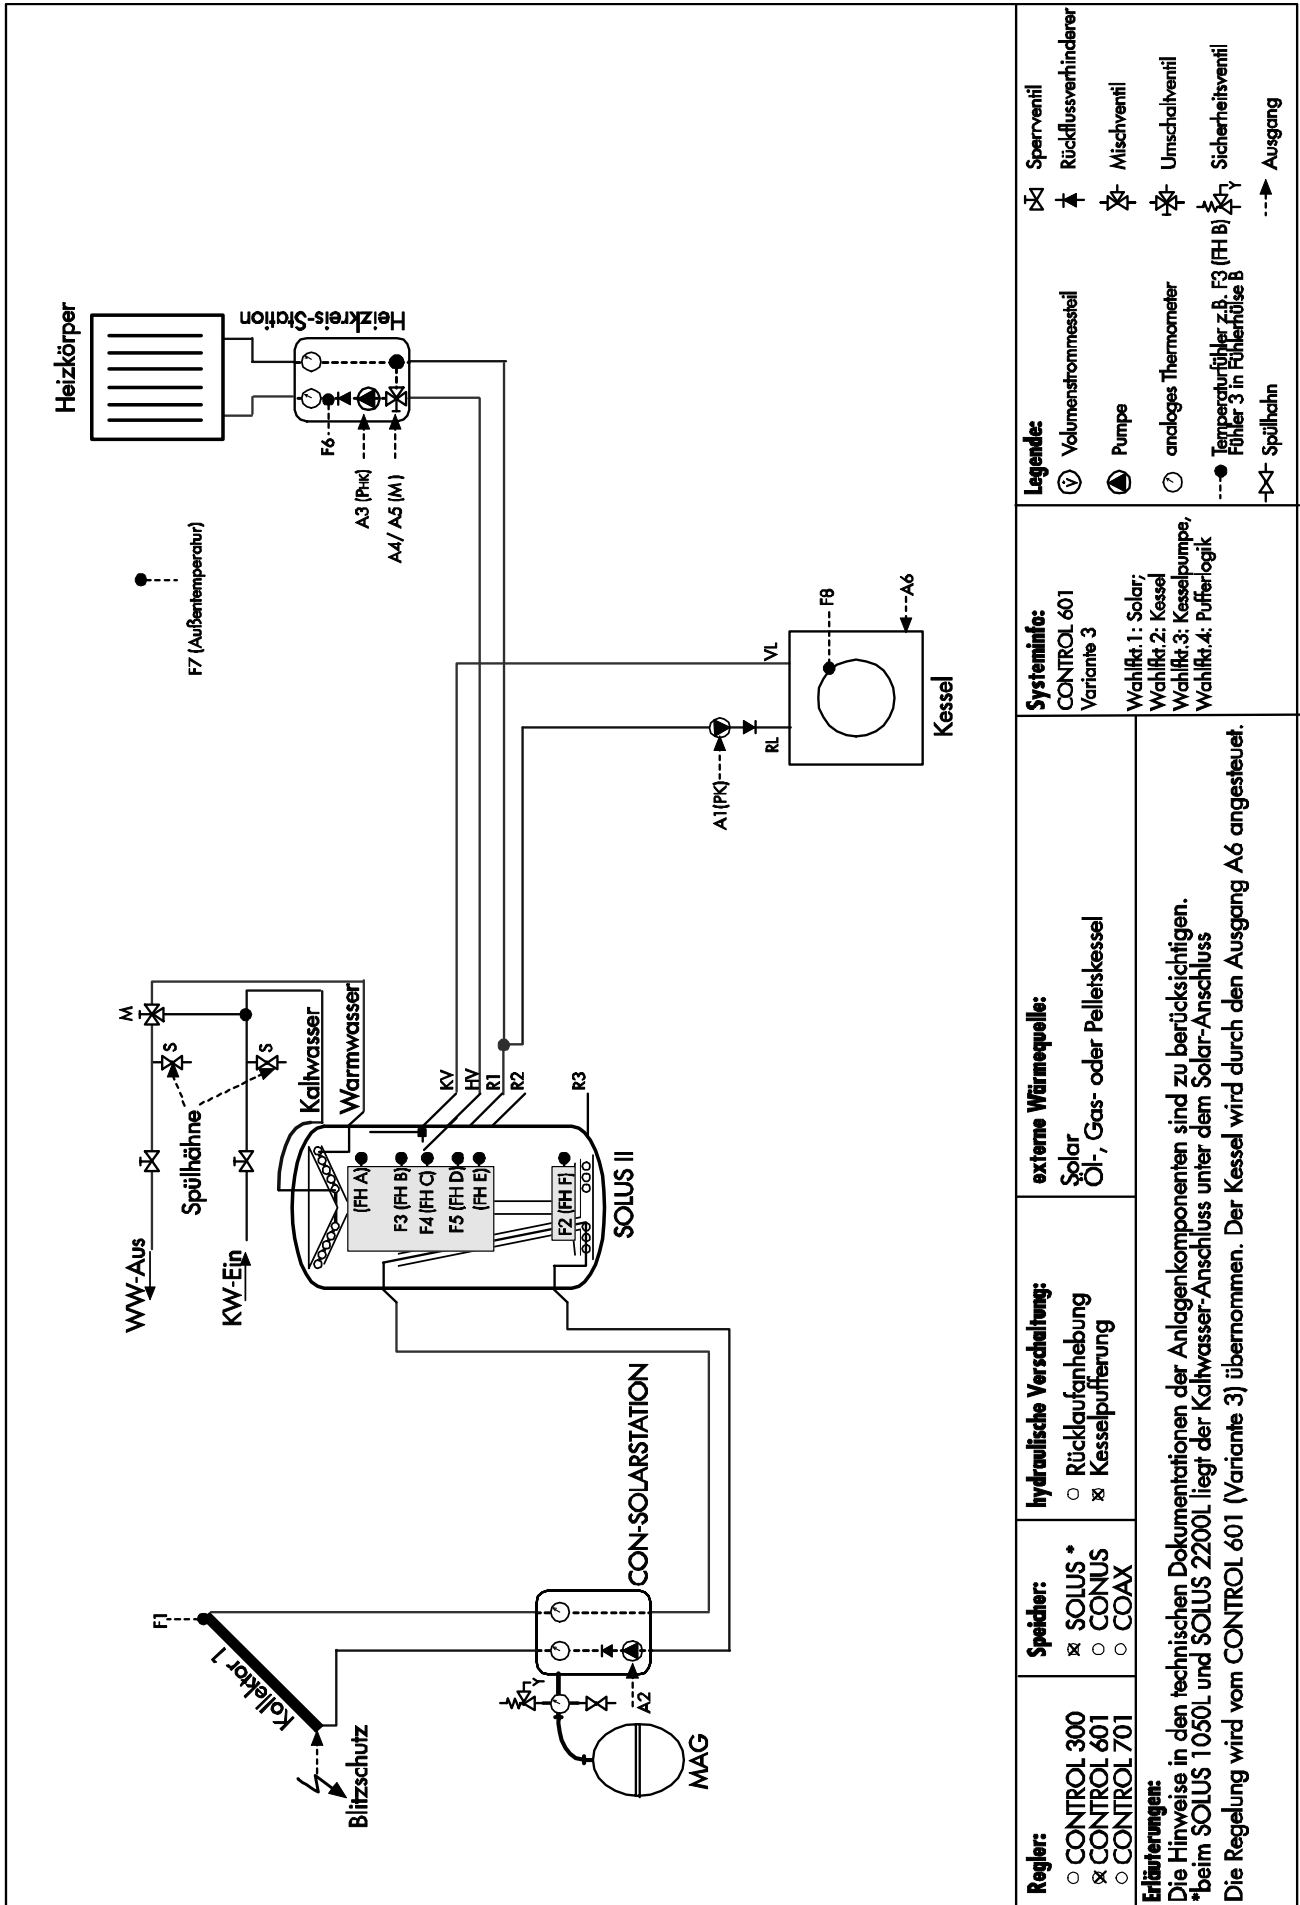 Heizkörper
Heizkreis-Station
F6
A3 (PHK)
A4/ A5 (M )
F7 (Außentemperatur)
F8
A6
VL
RL
Kessel
A1(PK)
M
S
S
Kaltwasser
Warmwasser
Spülhähne
WW-Aus
KW-Ein
KV
HV
R1
R2
R3
(FH A)
F3 (FH B)
F4 (FH C)
F5 (FH D)
(FH E)
F2 (FH F)
SOLUS II
CON-SOLARSTATION
F1
Kollektor 1
Blitzschutz
A2
MAG
Regler:
CONTROL 300
CONTROL 601
CONTROL 701
Speicher:
SOLUS *
CONUS
COAX
hydraulische Verschaltung:
Rücklaufanhebung
Kesselpufferung
externe Wärmequelle:
Solar
Öl-, Gas- oder Pelletskessel
Systeminfo:
CONTROL 601
Variante 3
Wahlfkt.1: Solar;
Wahlfkt.2: Kessel
Wahlfkt.3: Kesselpumpe,
Wahlfkt.4: Pufferlogik
Legende:
Volumenstrommessteil
Pumpe
analoges Thermometer
Temperaturfühler z.B. F3 (FH B)
Fühler 3 in Fühlerhülse B
Spülhahn
Sperrventil
Rückflussverhinderer
Mischventil
Umschaltventil
Sicherheitsventil
Ausgang
Erläuterungen:
Die Hinweise in den technischen Dokumentationen der Anlagenkomponenten sind zu berücksichtigen.
*beim SOLUS 1050L und SOLUS 2200L liegt der Kaltwasser-Anschluss unter dem Solar-Anschluss
Die Regelung wird vom CONTROL 601 (Variante 3) übernommen. Der Kessel wird durch den Ausgang A6 angesteuet.